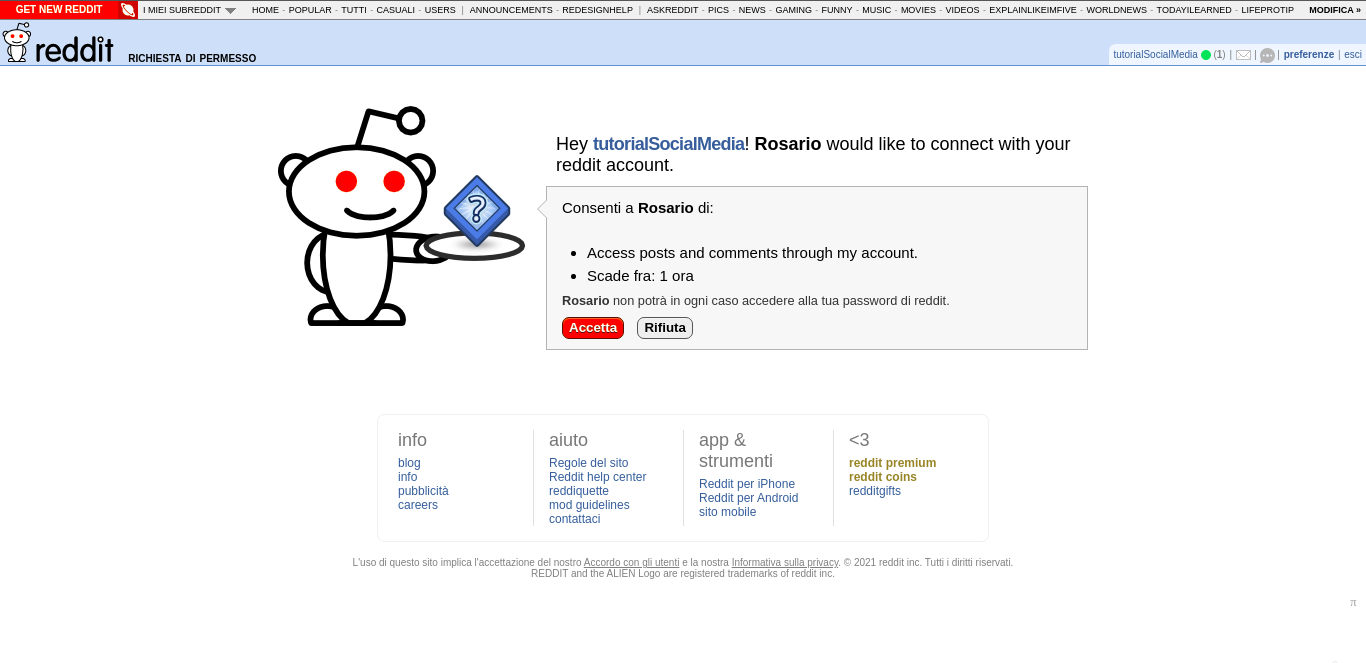 GET NEW REDDIT I MIEI SUBREDDIT HOME - POPULAR - TUTTI - CASUALI - USERS | ANNOUNCEMENTS - REDESIGNHELP | ASKREDDIT - PICS - NEWS - GAMING - FUNNY - MUSIC - MOVIES - VIDEOS - EXPLAINLIKEIMFIVE - WORLDNEWS - TODAYILEARNED - LIFEPROTIP MODIFICA »
reddit RICHIESTA DI PERMESSO
tutorialSocialMedia (1) | | | preferenze | esci
Hey tutorialSocialMedia! Rosario would like to connect with your
reddit account.
?
Consenti a Rosario di:
• Access posts and comments through my account.
• Scade fra: 1 ora
Rosario non potrà in ogni caso accedere alla tua password di reddit.
Accetta Rifiuta
info
blog
info
pubblicità
careers
aiuto
Regole del sito
Reddit help center
reddiquette
mod guidelines
contattaci
app &
strumenti
Reddit per iPhone
Reddit per Android
sito mobile
<3
reddit premium
reddit coins
redditgifts
L'uso di questo sito implica l'accettazione del nostro Accordo con gli utenti e la nostra Informativa sulla privacy. © 2021 reddit inc. Tutti i diritti riservati.
REDDIT and the ALIEN Logo are registered trademarks of reddit inc.
π